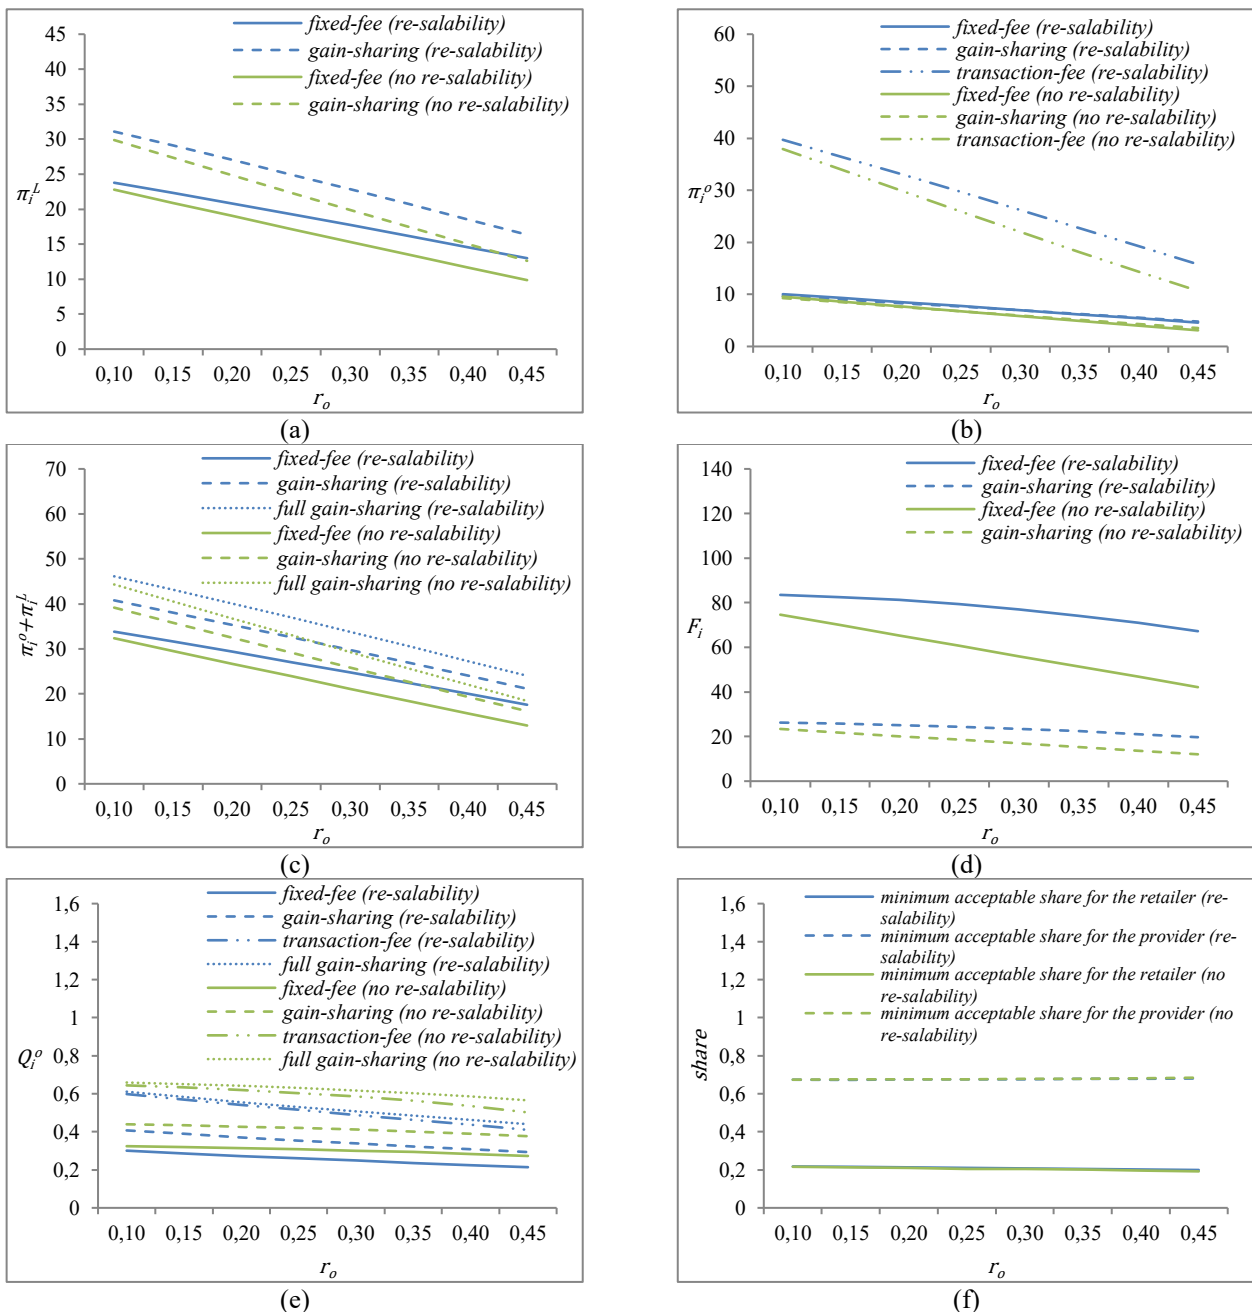 45
40
35
30
25
20
15
10
5
0
π_i^L
fixed-fee (re-salability)
gain-sharing (re-salability)
fixed-fee (no re-salability)
gain-sharing (no re-salability)
0,10 0,15 0,20 0,25 0,30 0,35 0,40 0,45
r_o
(a)
60
50
40
30
20
10
0
π_i^o
fixed-fee (re-salability)
gain-sharing (re-salability)
transaction-fee (re-salability)
fixed-fee (no re-salability)
gain-sharing (no re-salability)
transaction-fee (no re-salability)
0,10 0,15 0,20 0,25 0,30 0,35 0,40 0,45
r_o
(b)
70
60
50
40
30
20
10
0
π_i^o+π_i^L
fixed-fee (re-salability)
gain-sharing (re-salability)
full gain-sharing (re-salability)
fixed-fee (no re-salability)
gain-sharing (no re-salability)
full gain-sharing (no re-salability)
0,10 0,15 0,20 0,25 0,30 0,35 0,40 0,45
r_o
(c)
140
120
100
80
60
40
20
0
F_i
fixed-fee (re-salability)
gain-sharing (re-salability)
fixed-fee (no re-salability)
gain-sharing (no re-salability)
0,10 0,15 0,20 0,25 0,30 0,35 0,40 0,45
r_o
(d)
1,6
1,4
1,2
1
0,8
0,6
0,4
0,2
0
Q_i^o
fixed-fee (re-salability)
gain-sharing (re-salability)
transaction-fee (re-salability)
full gain-sharing (re-salability)
fixed-fee (no re-salability)
gain-sharing (no re-salability)
transaction-fee (no re-salability)
full gain-sharing (no re-salability)
0,10 0,15 0,20 0,25 0,30 0,35 0,40 0,45
r_o
(e)
1,6
1,4
1,2
1
0,8
0,6
0,4
0,2
0
share
minimum acceptable share for the retailer (re-
salability)
minimum acceptable share for the provider (re-
salability)
minimum acceptable share for the retailer (no
re-salability)
minimum acceptable share for the provider (no
re-salability)
0,10 0,15 0,20 0,25 0,30 0,35 0,40 0,45
r_o
(f)